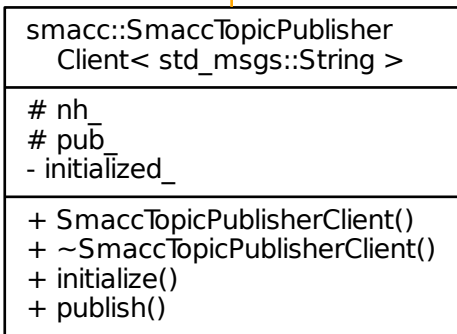 smacc::SmaccTopicPublisher
Client< std_msgs::String >
# nh_
# pub_
- initialized_
+ SmaccTopicPublisherClient()
+ ~SmaccTopicPublisherClient()
+ initialize()
+ publish()